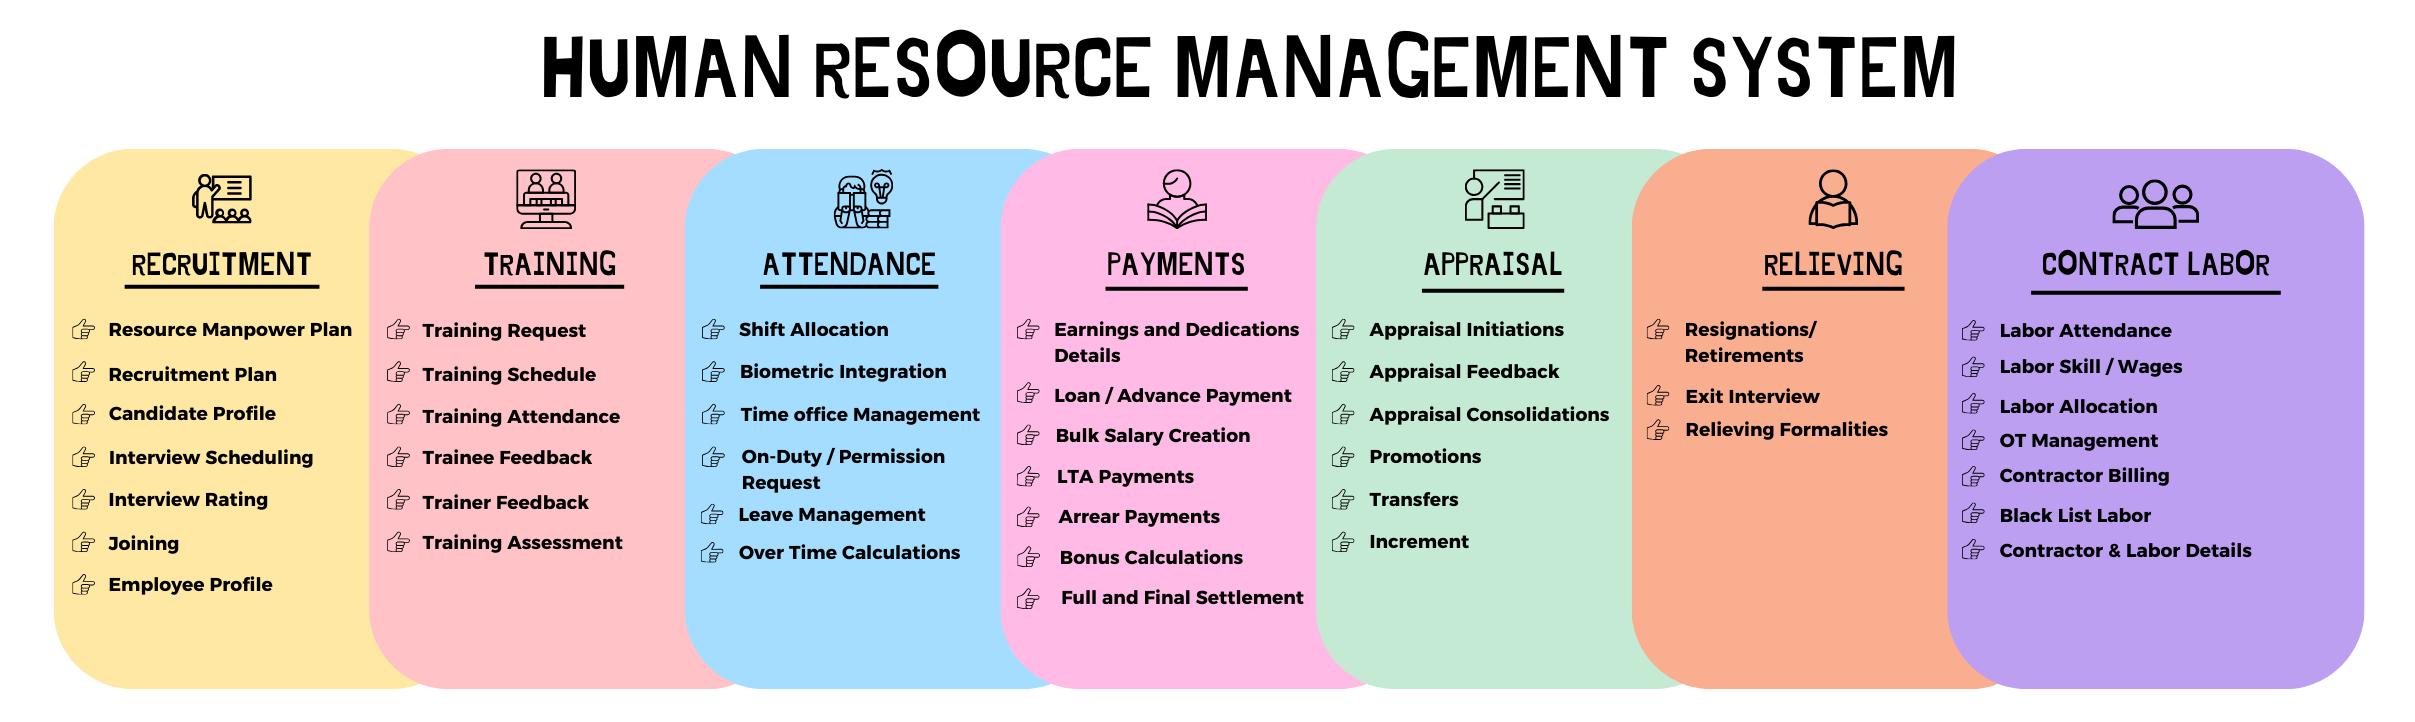 HUMAN RESOURCE MANAGEMENT SYSTEM
RECRUITMENT
Resource Manpower Plan
Recruitment Plan
Candidate Profile
Interview Scheduling
Interview Rating
Joining
Employee Profile
TRAINING
Training Request
Training Schedule
Training Attendance
Trainee Feedback
Trainer Feedback
Training Assessment
ATTENDANCE
Shift Allocation
Biometric Integration
Time office Management
On-Duty / Permission
Request
Leave Management
Over Time Calculations
PAYMENTS
Earnings and Dedications
Details
Loan / Advance Payment
Bulk Salary Creation
LTA Payments
Arrear Payments
Bonus Calculations
Full and Final Settlement
APPRAISAL
Appraisal Initiations
Appraisal Feedback
Appraisal Consolidations
Promotions
Transfers
Increment
RELIEVING
Resignations/
Retirements
Exit Interview
Relieving Formalities
CONTRACT LABOR
Labor Attendance
Labor Skill / Wages
Labor Allocation
OT Management
Contractor Billing
Black List Labor
Contractor & Labor Details